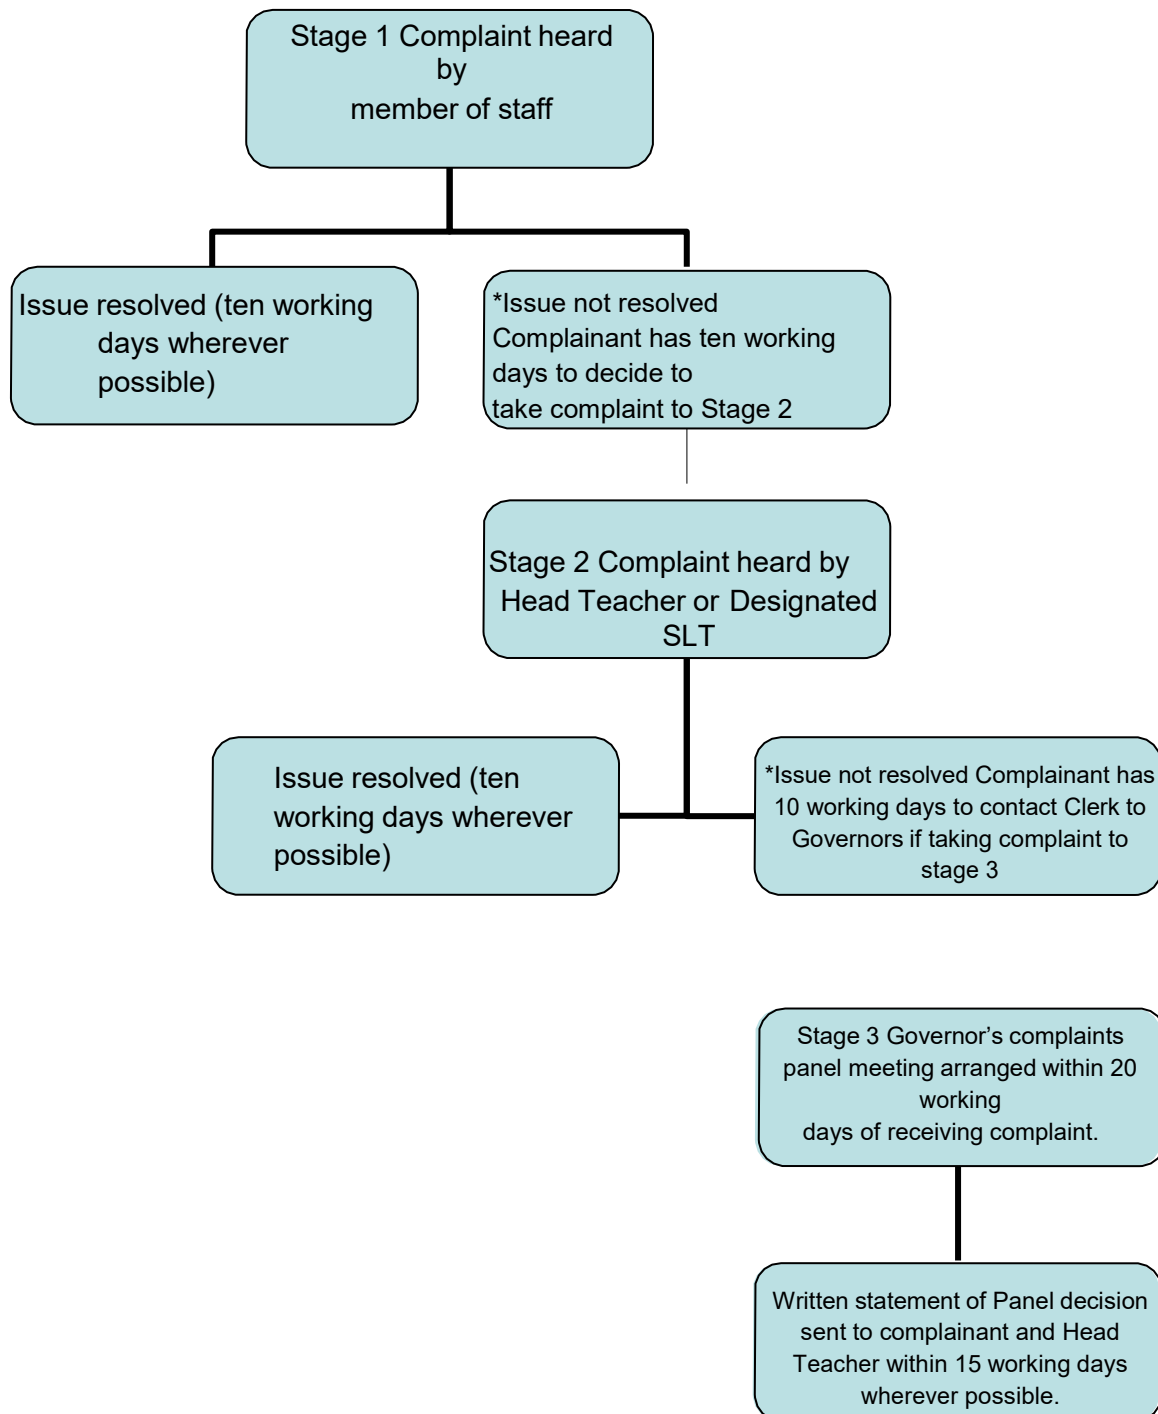 Stage 1 Complaint heard
by
member of staff
Issue resolved (ten working
days wherever
possible)
*Issue not resolved
Complainant has ten working
days to decide to
take complaint to Stage 2
Stage 2 Complaint heard by
Head Teacher or Designated
SLT
Issue resolved (ten
working days wherever
possible)
*Issue not resolved Complainant has
10 working days to contact Clerk to
Governors if taking complaint to
stage 3
Stage 3 Governor’s complaints
panel meeting arranged within 20
working
days of receiving complaint.
Written statement of Panel decision
sent to complainant and Head
Teacher within 15 working days
wherever possible.